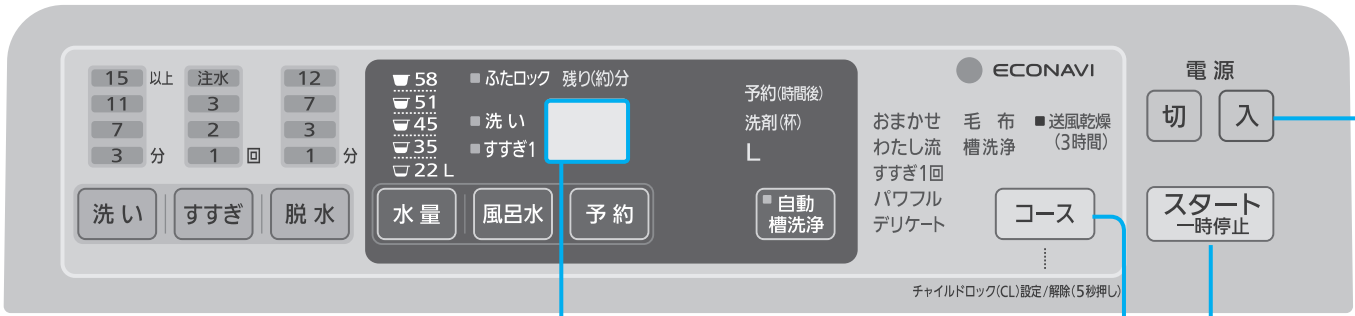 15 以上
11
7
3 分
注水
3
2
1 回
12
7
3
1 分
洗い
すすぎ
脱水
58
51
45
35
22 L
ふたロック
洗い
すすぎ1
残り(約)分
予約(時間後)
洗剤(杯)
L
水量
風呂水
予約
自動
槽洗浄
ECONAVI
おまかせ
わたし流
すすぎ1回
パワフル
デリケート
毛布
槽洗浄
送風乾燥
(3時間)
コース
チャイルドロック(CL)設定/解除(5秒押し)
電源
切
入
スタート
一時停止